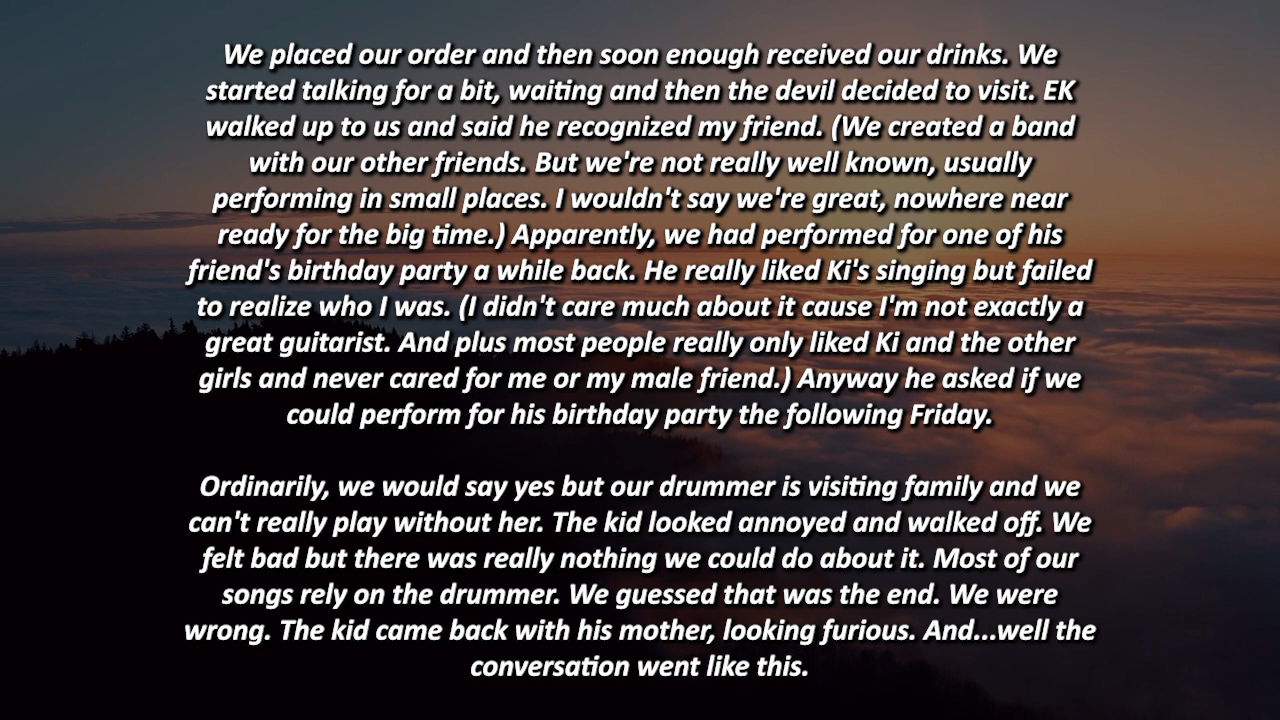 We placed our order and then soon enough received our drinks. We
started talking for a bit, waiting and then the devil decided to visit. EK
walked up to us and said he recognized my friend. (We created a band
with our other friends. But we're not really well known, usually
performing in small places. I wouldn't say we're great, nowhere near
ready for the big time.) Apparently, we had performed for one of his
friend's birthday party a while back. He really liked Ki's singing but failed
to realize who I was. (I didn't care much about it cause I'm not exactly a
great guitarist. And plus most people really only liked Ki and the other
girls and never cared for me or my male friend.) Anyway he asked if we
could perform for his birthday party the following Friday.
Ordinarily, we would say yes but our drummer is visiting family and we
can't really play without her. The kid looked annoyed and walked off. We
felt bad but there was really nothing we could do about it. Most of our
songs rely on the drummer. We guessed that was the end. We were
wrong. The kid came back with his mother, looking furious. And...well the
conversation went like this.